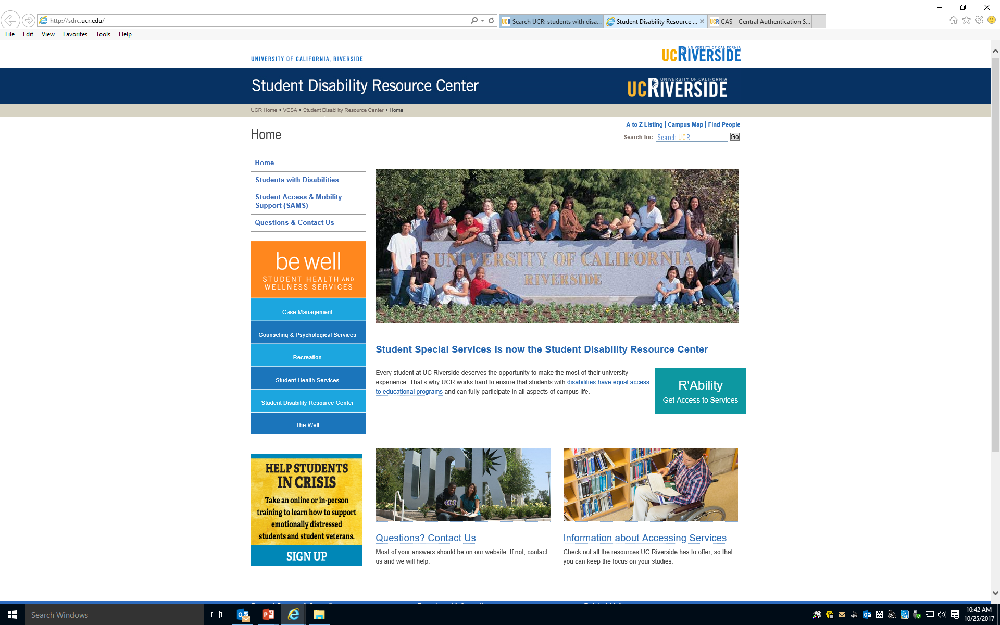 http://sdrc.ucr.edu/
UCR Search UCR: students with disa...
Student Disability Resource ...
UCR CAS – Central Authentication S...
File Edit View Favorites Tools Help
UNIVERSITY OF CALIFORNIA, RIVERSIDE
UNIVERSITY OF CALIFORNIA
UCRIVERSIDE
Student Disability Resource Center
UNIVERSITY OF CALIFORNIA
UCRIVERSIDE
UCR Home > VCSA > Student Disability Resource Center > Home
A to Z Listing | Campus Map | Find People
Home
Search for: Search UCR Go
Home
Students with Disabilities
Student Access & Mobility
Support (SAMS)
Questions & Contact Us
be well
STUDENT HEALTH AND
WELLNESS SERVICES
Case Management
Counseling & Psychological Services
Recreation
Student Health Services
Student Disability Resource Center
The Well
HELP STUDENTS
IN CRISIS
Take an online or in-person
training to learn how to support
emotionally distressed
students and student veterans.
SIGN UP
UNIVERSITY OF CALIFORNIA
RIVERSIDE
Student Special Services is now the Student Disability Resource Center
Every student at UC Riverside deserves the opportunity to make the most of their university
experience. That's why UCR works hard to ensure that students with disabilities have equal access
to educational programs and can fully participate in all aspects of campus life.
R'Ability
Get Access to Services
UCR
Questions? Contact Us
Most of your answers should be on our website. If not, contact
us and we will help.
Information about Accessing Services
Check out all the resources UC Riverside has to offer, so that
you can keep the focus on your studies.
Search Windows
10:42 AM
10/25/2017